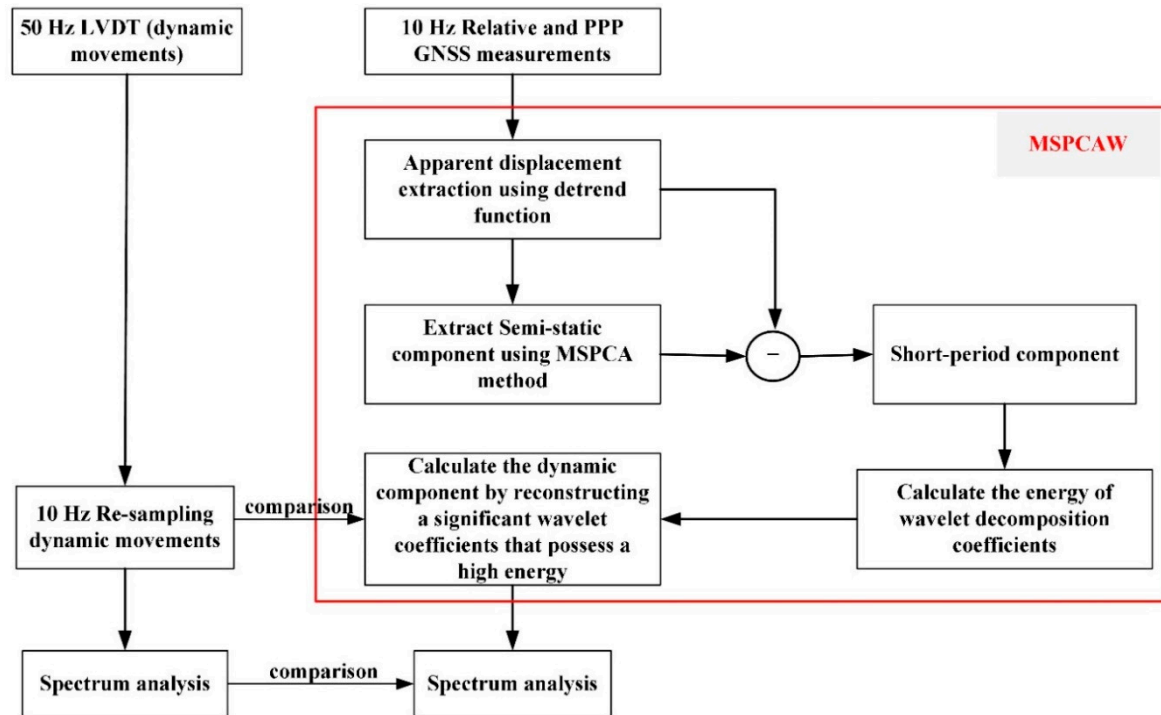 50 Hz LVDT (dynamic
movements)
10 Hz Relative and PPP
GNSS measurements
MSPCAW
Apparent displacement
extraction using detrend
function
Extract Semi-static
component using MSPCA
method
−
Short-period component
Calculate the energy of
wavelet decomposition
coefficients
Calculate the dynamic
component by reconstructing
a significant wavelet
coefficients that possess a
high energy
comparison
10 Hz Re-sampling
dynamic movements
Spectrum analysis
comparison
Spectrum analysis